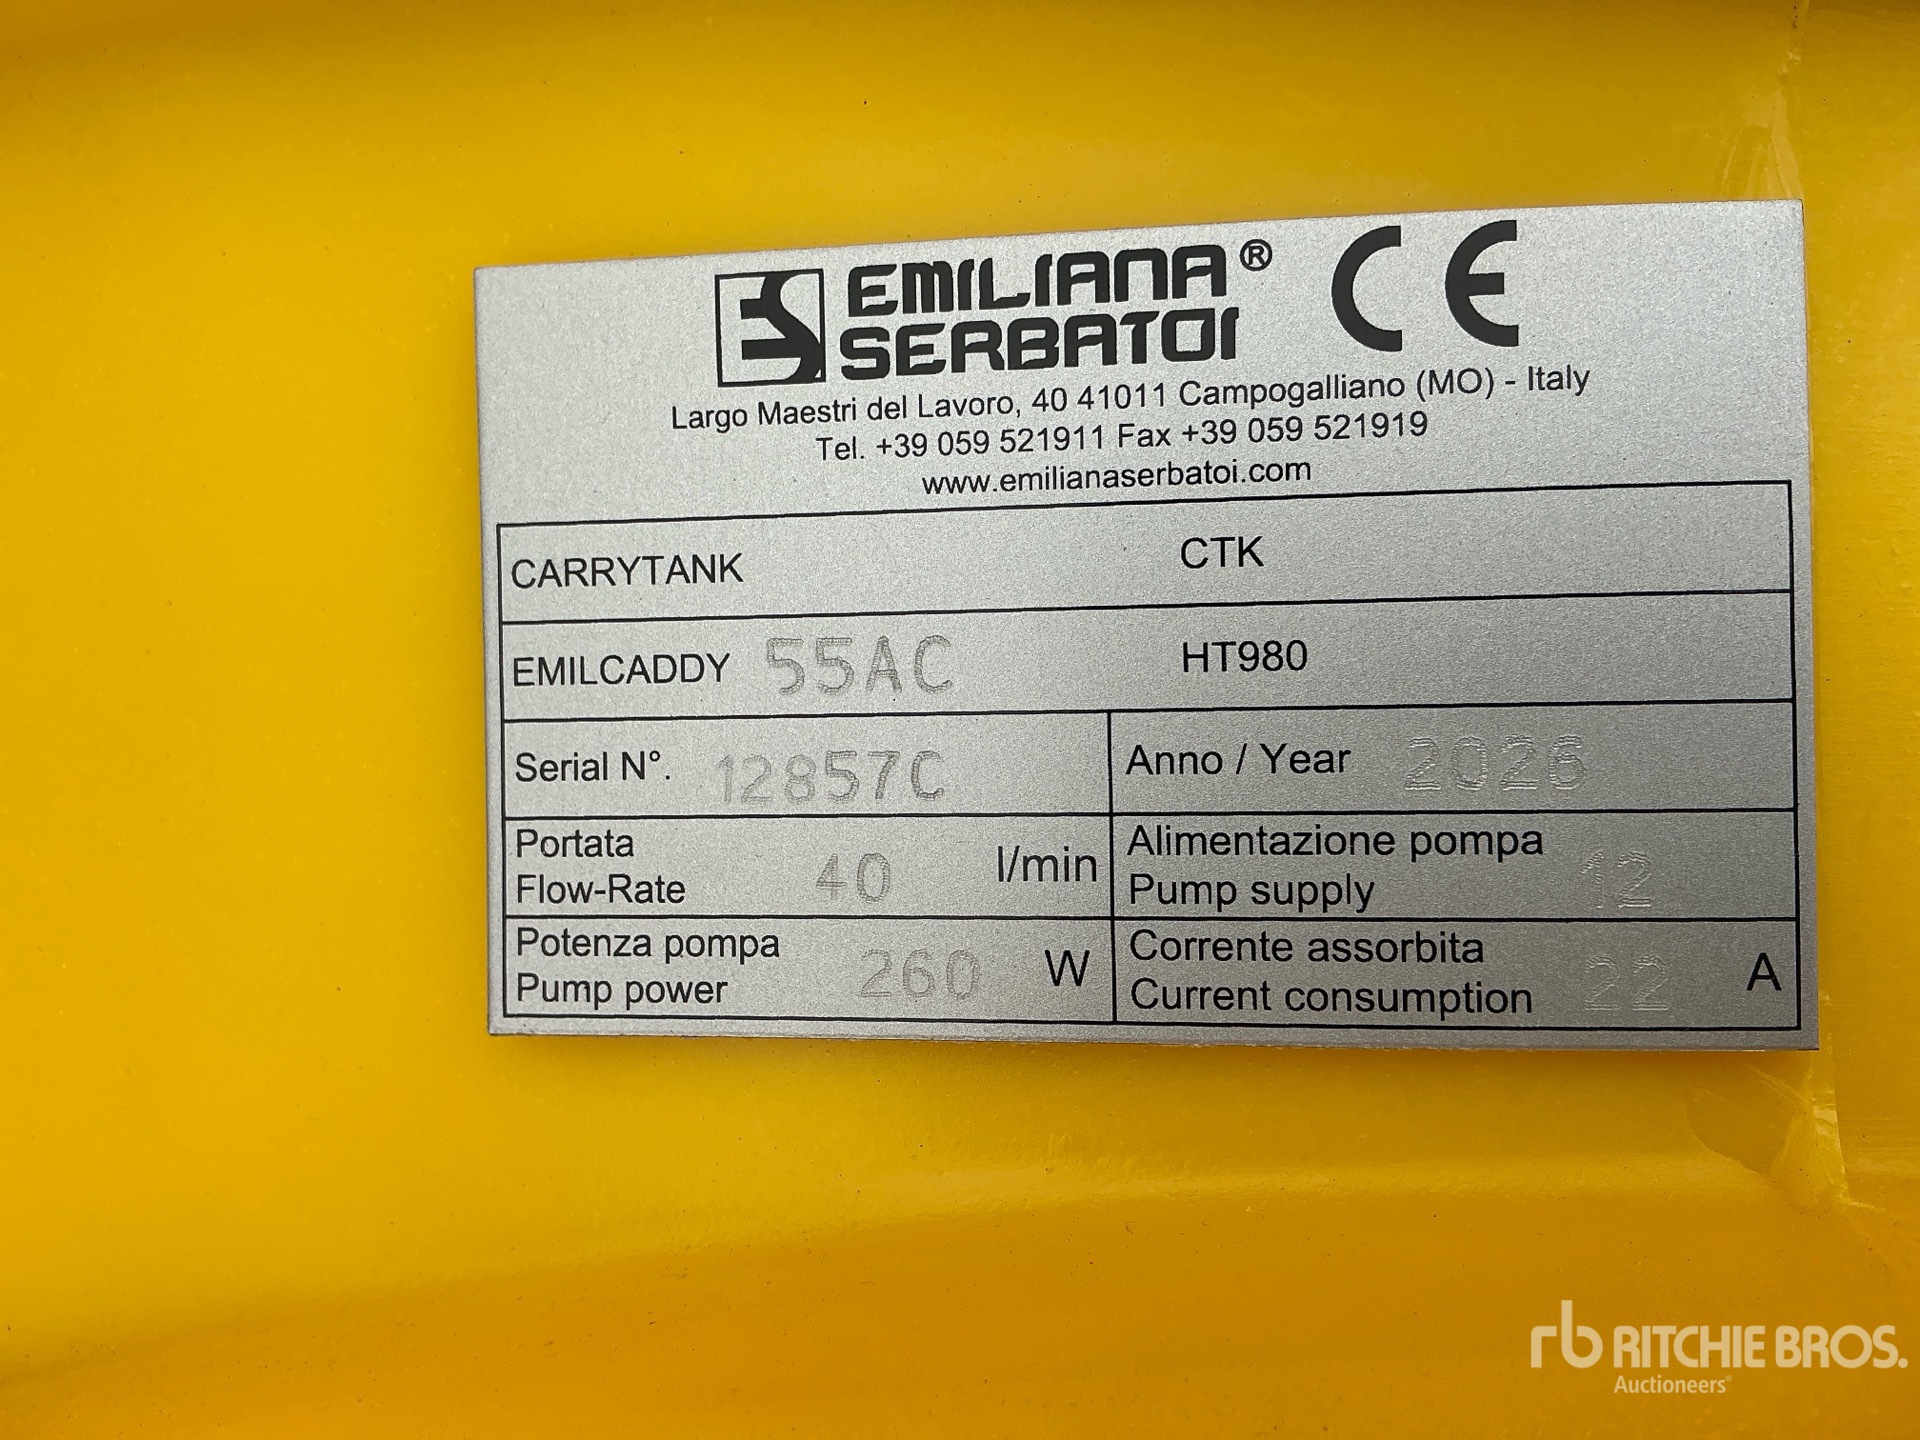 EMILIANA®
SERBATOI
CE
Largo Maestri del Lavoro, 40 41011 Campogalliano (MO) - Italy
Tel. +39 059 521911 Fax +39 059 521919
www.emilianaserbatoi.com
CARRYTANK CTK
EMILCADDY 55AC HT980
Serial N°. 12857C Anno / Year 2026
Portata
Flow-Rate 40 l/min
Alimentazione pompa
Pump supply 12
Potenza pompa
Pump power 260 W
Corrente assorbita
Current consumption 22 A
rb RITCHIE BROS.
Auctioneers